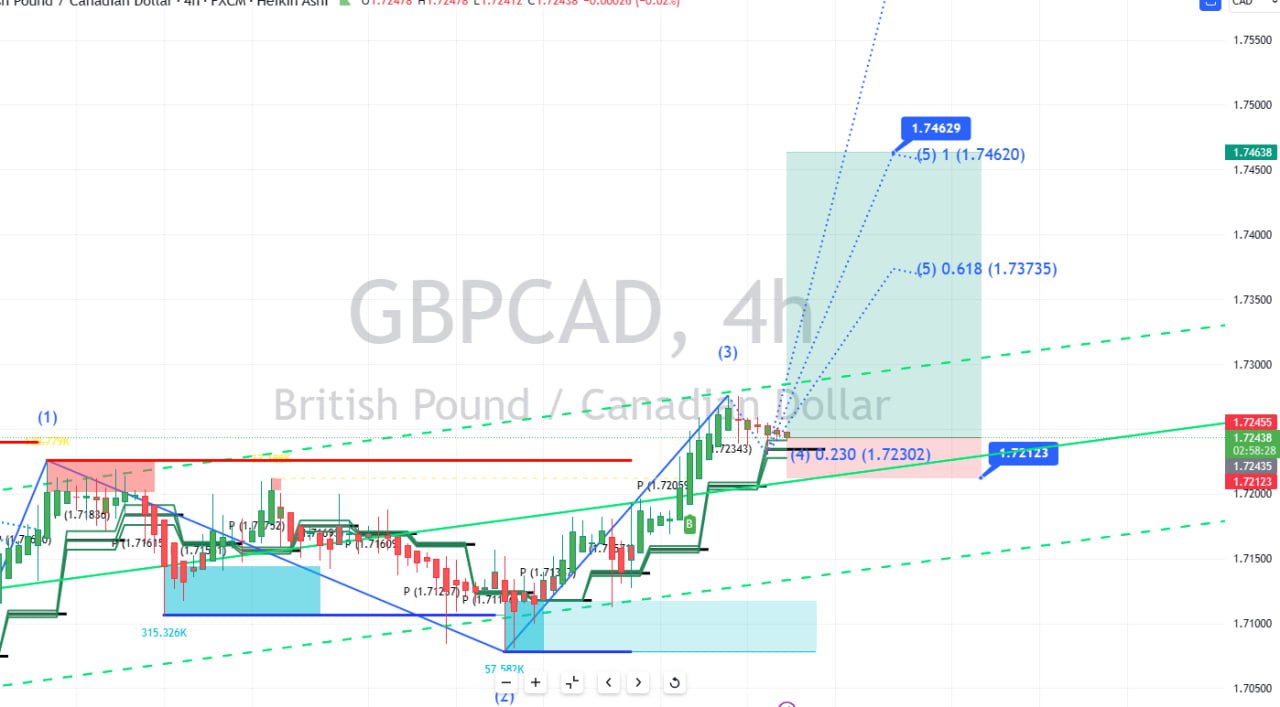 Pound / Canadian Dollar · 4h · FXCM · Heikin Ashi O1.72478 H1.72478 L1.72412 C1.72438 −0.00026 (−0.02%)
CAD
1.75500
1.75000
1.74629
(5) 1 (1.74620)
1.74638
1.74500
1.74000
(5) 0.618 (1.73735)
1.73500
GBPCAD, 4h
(3)
1.73000
British Pound / Canadian Dollar
(1)
1.72455
1.72438
02:58:28
1.72435
1.72123
1.72343)
(4) 0.230 (1.72302)
1.72123
P (1.72059
1.72000
(1.71836)
P (1.71752)
P (1.71615
P (1.71609
1.71500
P (1.71237)
1.71000
315.326K
57.582K
(2)
1.70500
B